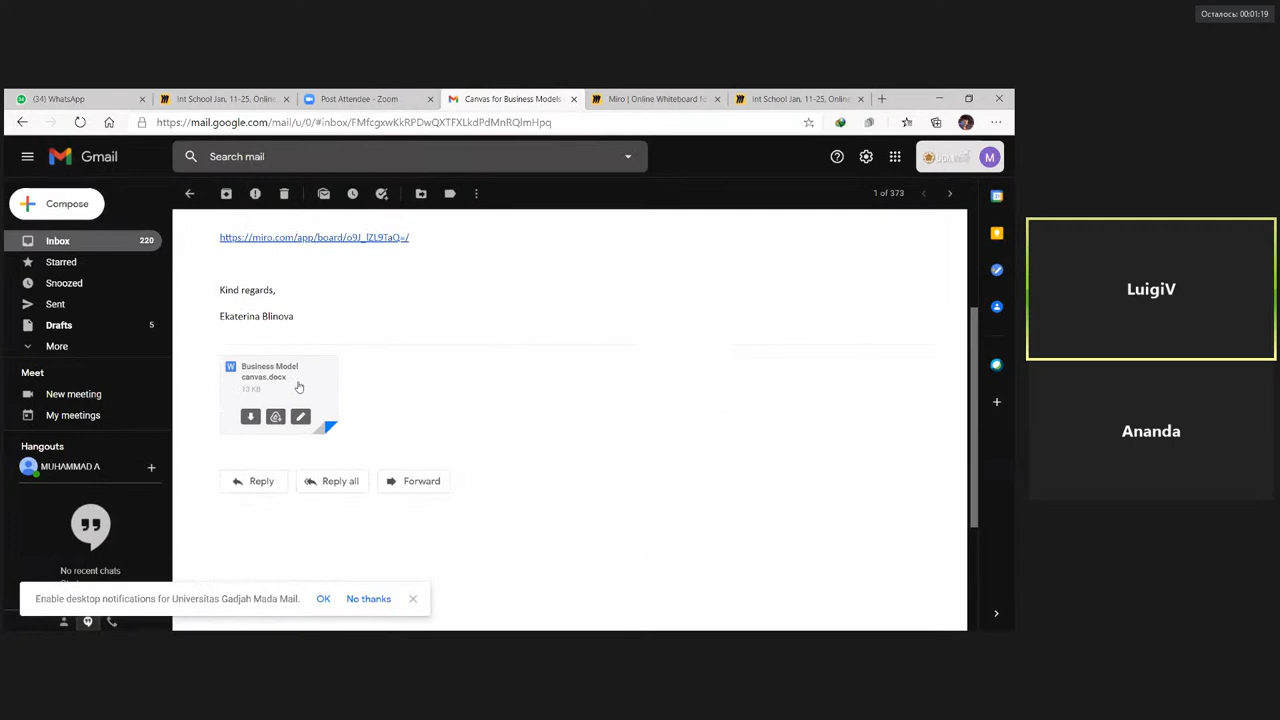 Осталось: 00:01:19
(34) WhatsApp
Int School Jan, 11-25, Online.
Post Attendee - Zoom
Canvas for Business Models
Miro | Online Whiteboard fo
Int School Jan, 11-25, Online.
https://mail.google.com/mail/u/0/#inbox/FMfcgxwKkRPDwQXTFXLkdPdMnRQlmHpq
Gmail
Search mail
M
Compose
1 of 373
Inbox 220
Starred
Snoozed
Sent
Drafts 5
More
Meet
New meeting
My meetings
Hangouts
MUHAMMAD A
No recent chats
https://miro.com/app/board/o9J_lZL9TaQ=/
Kind regards,
Ekaterina Blinova
W
Business Model
canvas.docx
13 KB
Reply
Reply all
Forward
Enable desktop notifications for Universitas Gadjah Mada Mail.
OK
No thanks
LuigiV
Ananda